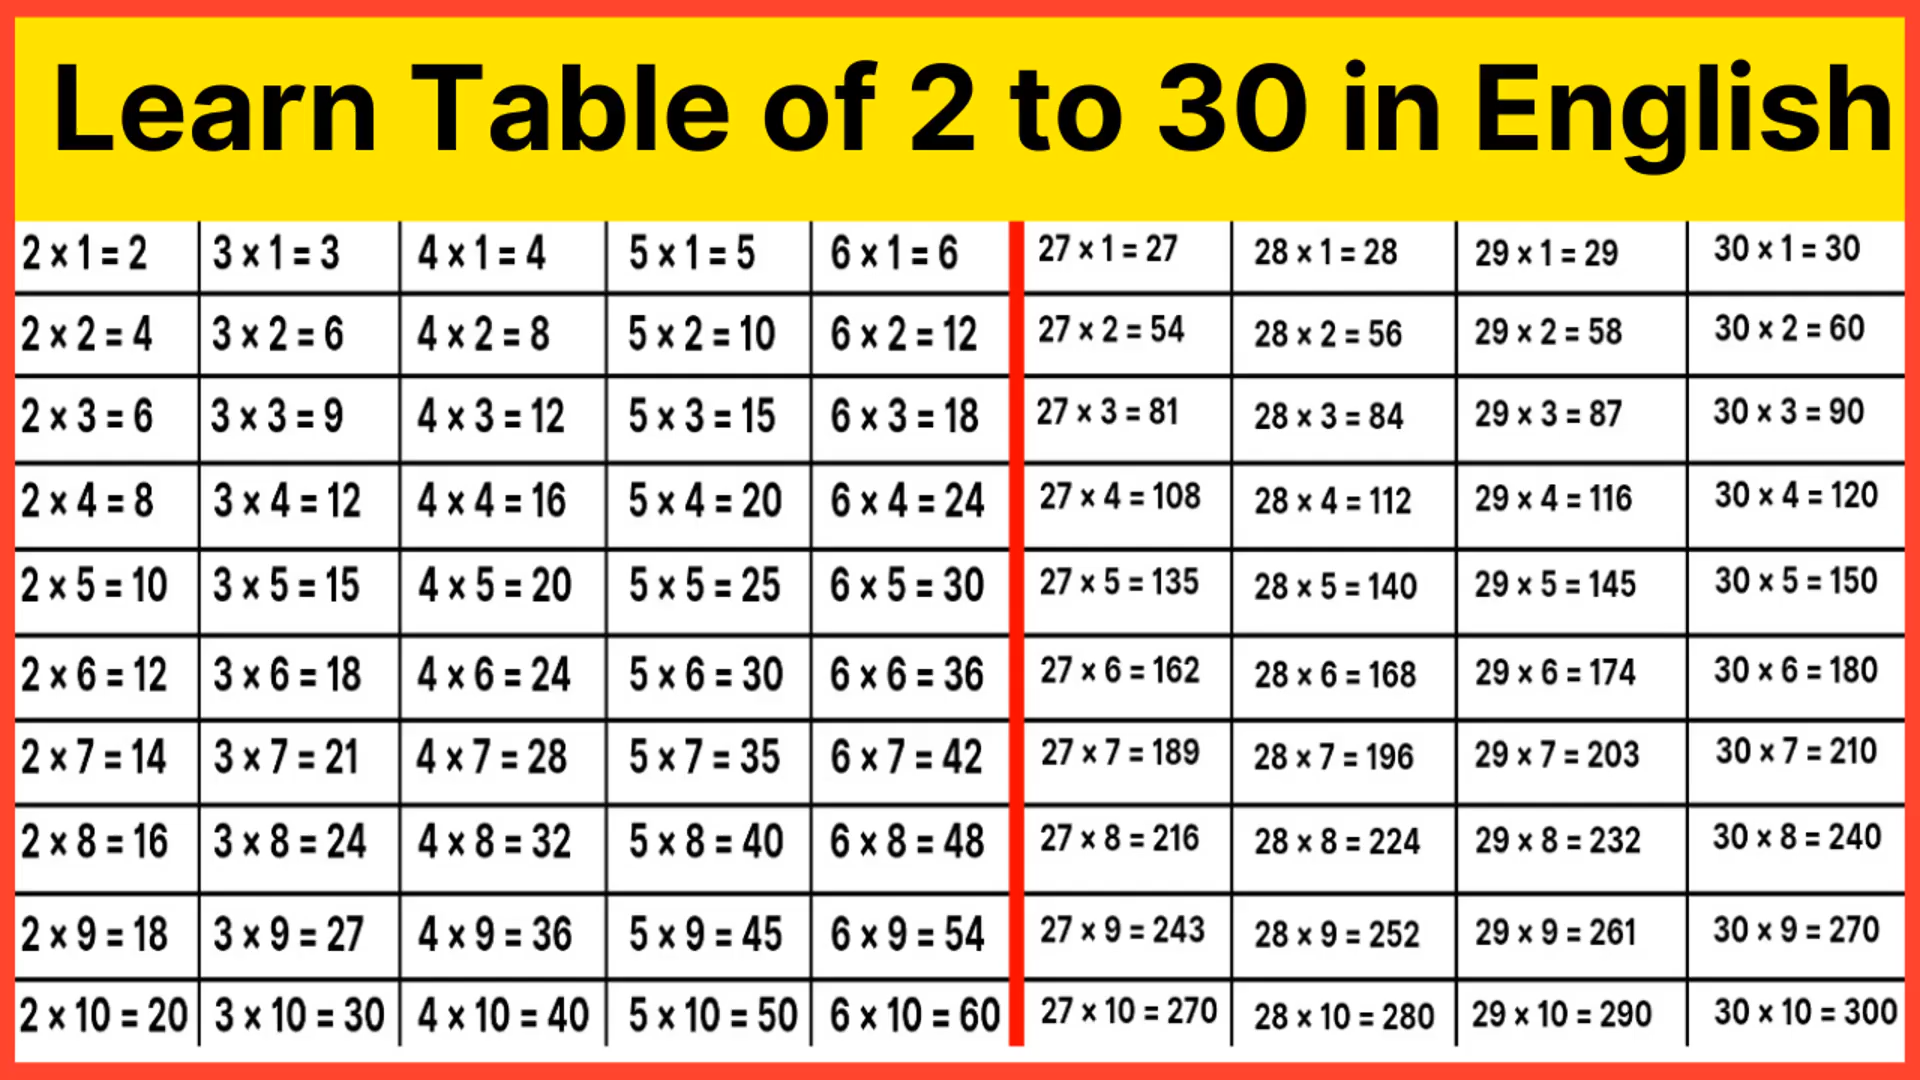 Learn Table of 2 to 30 in English
2 × 1 = 2 3 × 1 = 3 4 × 1 = 4 5 × 1 = 5 6 × 1 = 6 27 × 1 = 27 28 × 1 = 28 29 × 1 = 29 30 × 1 = 30
2 × 2 = 4 3 × 2 = 6 4 × 2 = 8 5 × 2 = 10 6 × 2 = 12 27 × 2 = 54 28 × 2 = 56 29 × 2 = 58 30 × 2 = 60
2 × 3 = 6 3 × 3 = 9 4 × 3 = 12 5 × 3 = 15 6 × 3 = 18 27 × 3 = 81 28 × 3 = 84 29 × 3 = 87 30 × 3 = 90
2 × 4 = 8 3 × 4 = 12 4 × 4 = 16 5 × 4 = 20 6 × 4 = 24 27 × 4 = 108 28 × 4 = 112 29 × 4 = 116 30 × 4 = 120
2 × 5 = 10 3 × 5 = 15 4 × 5 = 20 5 × 5 = 25 6 × 5 = 30 27 × 5 = 135 28 × 5 = 140 29 × 5 = 145 30 × 5 = 150
2 × 6 = 12 3 × 6 = 18 4 × 6 = 24 5 × 6 = 30 6 × 6 = 36 27 × 6 = 162 28 × 6 = 168 29 × 6 = 174 30 × 6 = 180
2 × 7 = 14 3 × 7 = 21 4 × 7 = 28 5 × 7 = 35 6 × 7 = 42 27 × 7 = 189 28 × 7 = 196 29 × 7 = 203 30 × 7 = 210
2 × 8 = 16 3 × 8 = 24 4 × 8 = 32 5 × 8 = 40 6 × 8 = 48 27 × 8 = 216 28 × 8 = 224 29 × 8 = 232 30 × 8 = 240
2 × 9 = 18 3 × 9 = 27 4 × 9 = 36 5 × 9 = 45 6 × 9 = 54 27 × 9 = 243 28 × 9 = 252 29 × 9 = 261 30 × 9 = 270
2 × 10 = 20 3 × 10 = 30 4 × 10 = 40 5 × 10 = 50 6 × 10 = 60 27 × 10 = 270 28 × 10 = 280 29 × 10 = 290 30 × 10 = 300